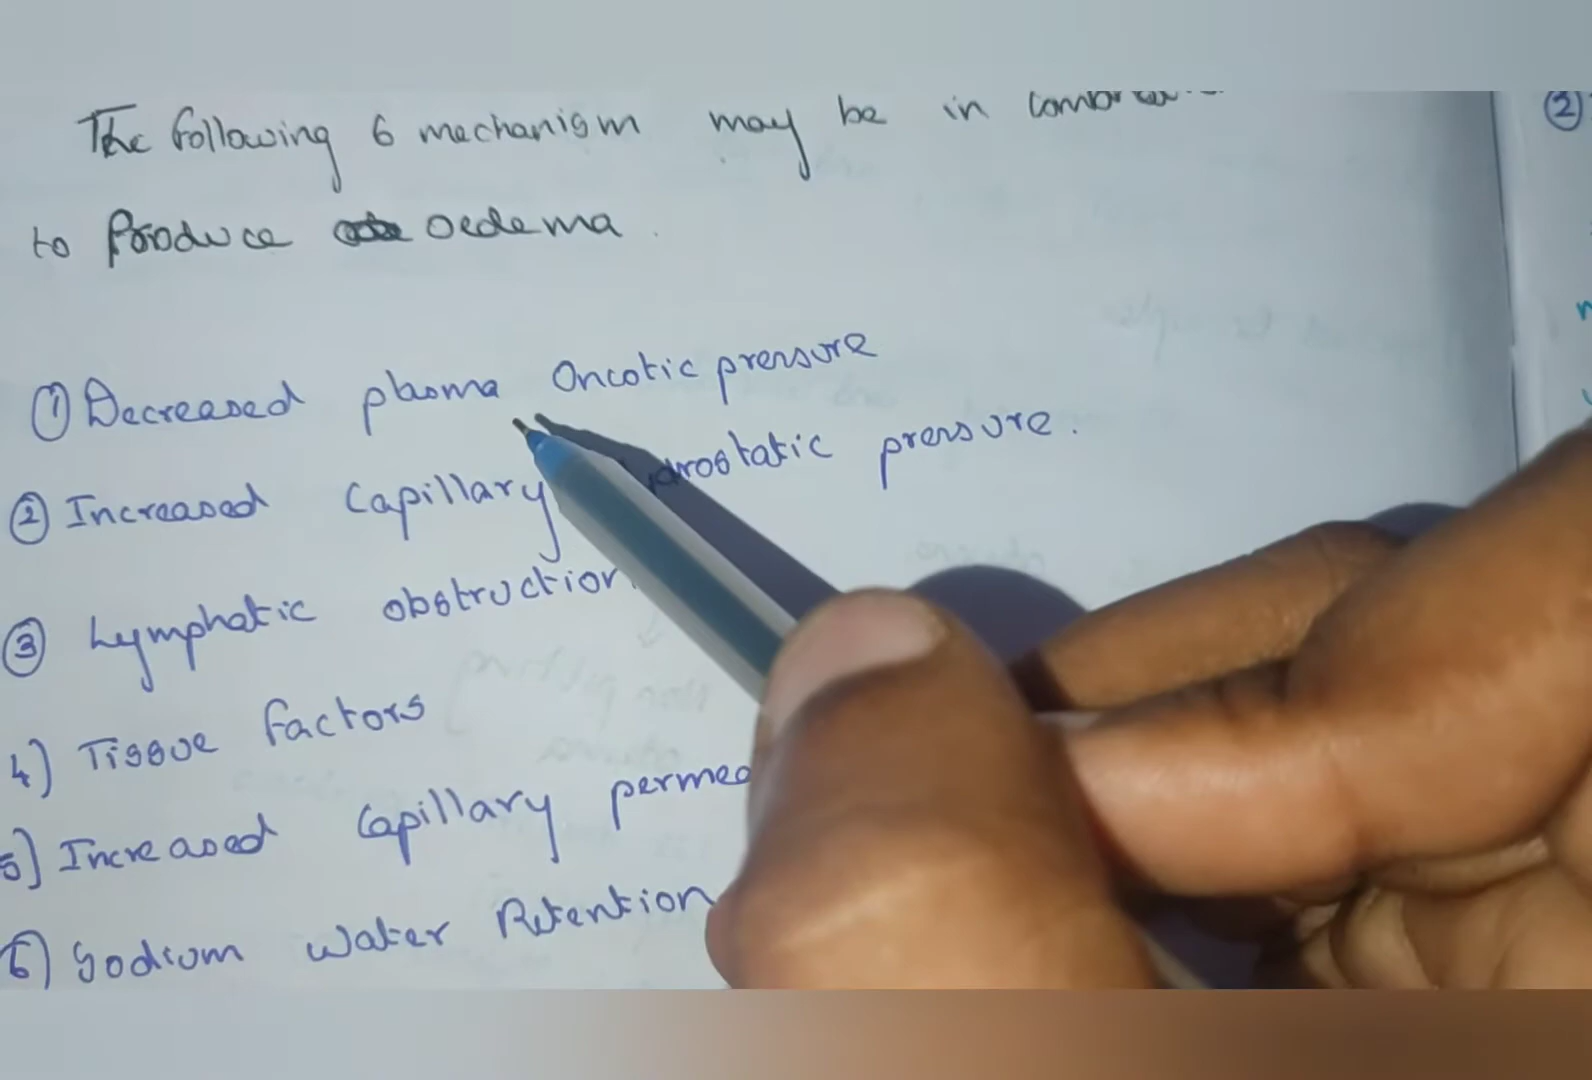 The following 6 mechanism may be in
②
to produce oedema.
① Decreased plasma Oncotic pressure
② Increased Capillary pressure.
③ Lymphatic obstruction
4) Tissue factors
5) Increased Capillary
6) Sodium water Retention